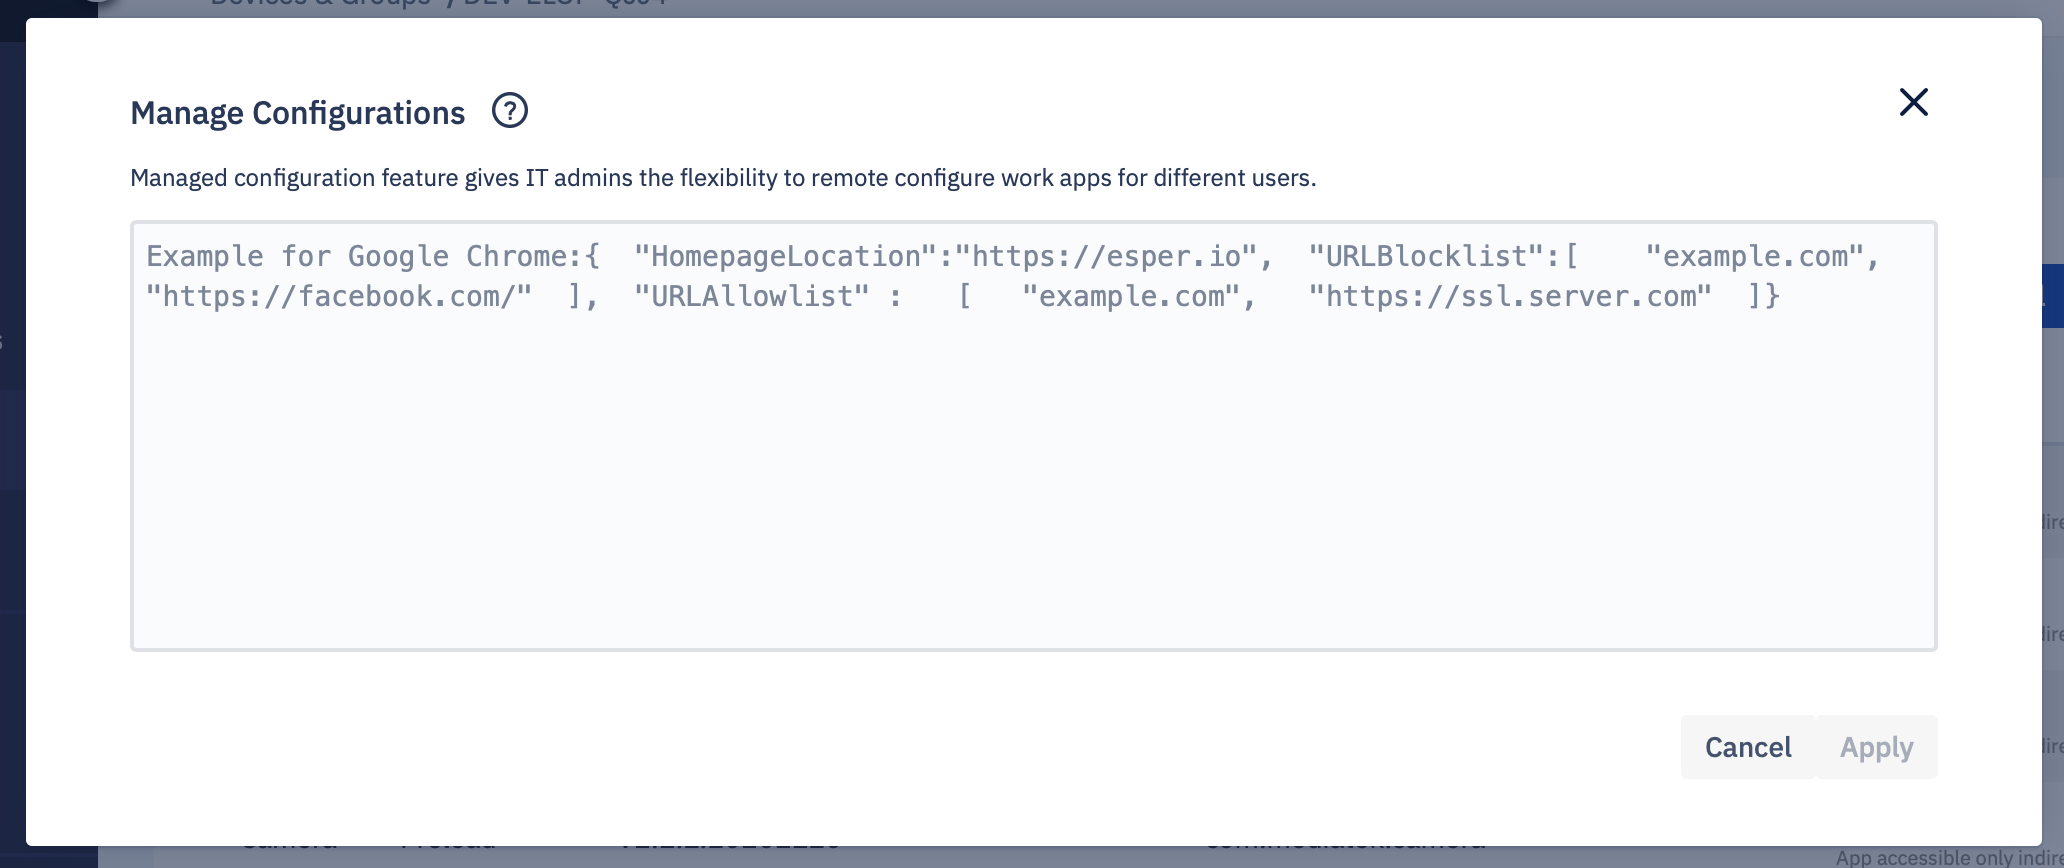 Manage Configurations ?
Managed configuration feature gives IT admins the flexibility to remote configure work apps for different users.
Example for Google Chrome:{  "HomepageLocation":"https://esper.io",  "URLBlocklist":[    "example.com",
"https://facebook.com/"  ],  "URLAllowlist" :   [   "example.com",   "https://ssl.server.com"  ]}
Cancel Apply
App accessible only